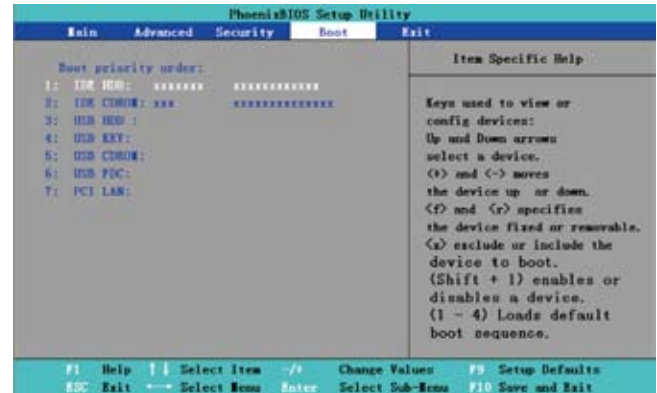 PhoenixBIOS Setup Utility
Main Advanced Security Boot Exit
Boot priority order:
1: IDE HDD: xxxxxxx xxxxxxxxxxx
2: IDE CDROM: xxx xxxxxxxxxxxxx
3: USB HDD :
4: USB KEY:
5: USB CDROM:
6: USB FDC:
7: PCI LAN:
Item Specific Help
Keys used to view or
config devices:
Up and Down arrows
select a device.
<+> and <-> moves
the device up or down.
<f> and <r> specifies
the device fixed or removable.
<x> exclude or include the
device to boot.
(Shift + 1) enables or
disables a device.
(1 - 4) Loads default
boot sequence.
F1 Help ↑↓ Select Item -/+ Change Values F9 Setup Defaults
ESC Exit ←→ Select Menu Enter Select Sub-Menu F10 Save and Exit